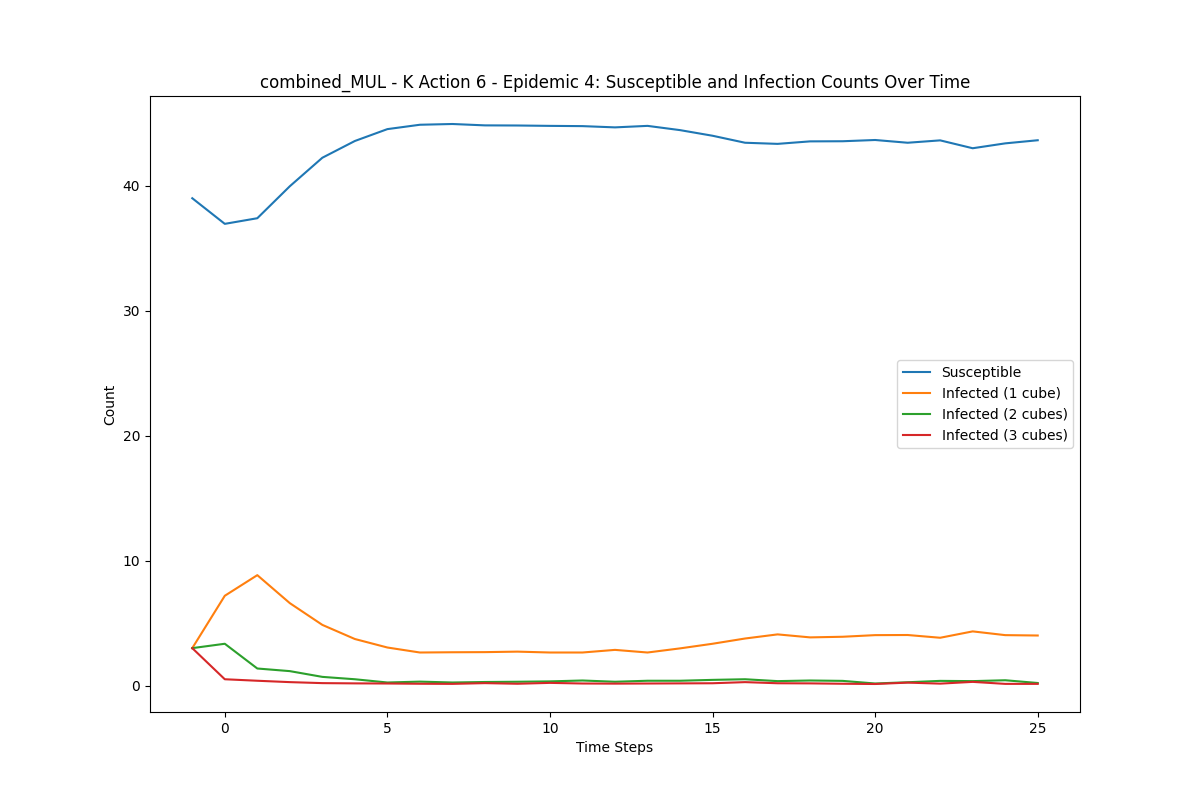 combined_MUL - K Action 6 - Epidemic 4: Susceptible and Infection Counts Over Time
40
30
20
10
0
Count
Susceptible
Infected (1 cube)
Infected (2 cubes)
Infected (3 cubes)
0 5 10 15 20 25
Time Steps